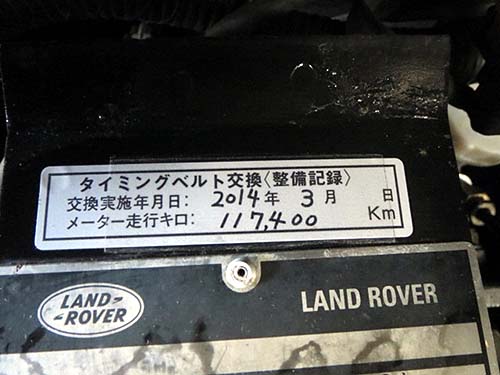 タイミングベルト交換〈整備記録〉
交換実施年月日: 2014年 3月 日
メーター走行キロ: 117,400 Km
LAND-
-ROVER
LAND ROVER